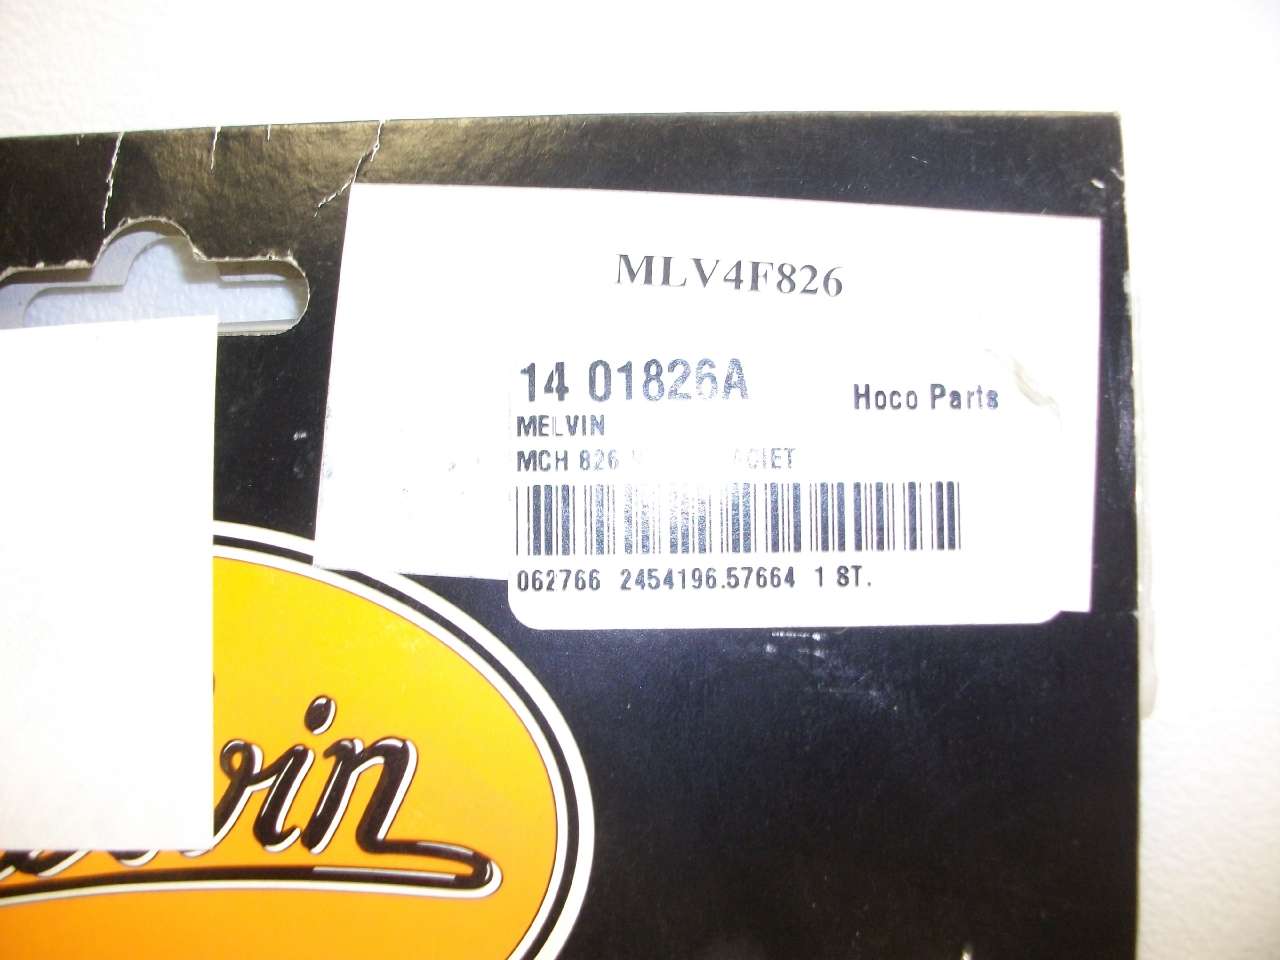 MLV4F826
14 01826A
Hoco Parts
MELVIN
MCH 826
062766 2454196.57664 1 ST.